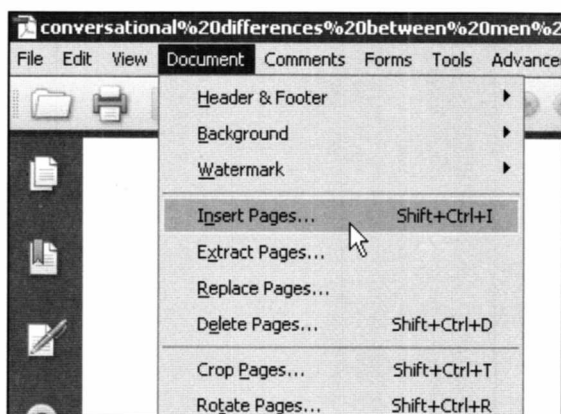 conversational%20differences%20between%20men%2
File Edit View Document Comments Forms Tools Advance
Header & Footer
Background
Watermark
Insert Pages... Shift+Ctrl+I
Extract Pages...
Replace Pages...
Delete Pages... Shift+Ctrl+D
Crop Pages... Shift+Ctrl+T
Rotate Pages... Shift+Ctrl+R